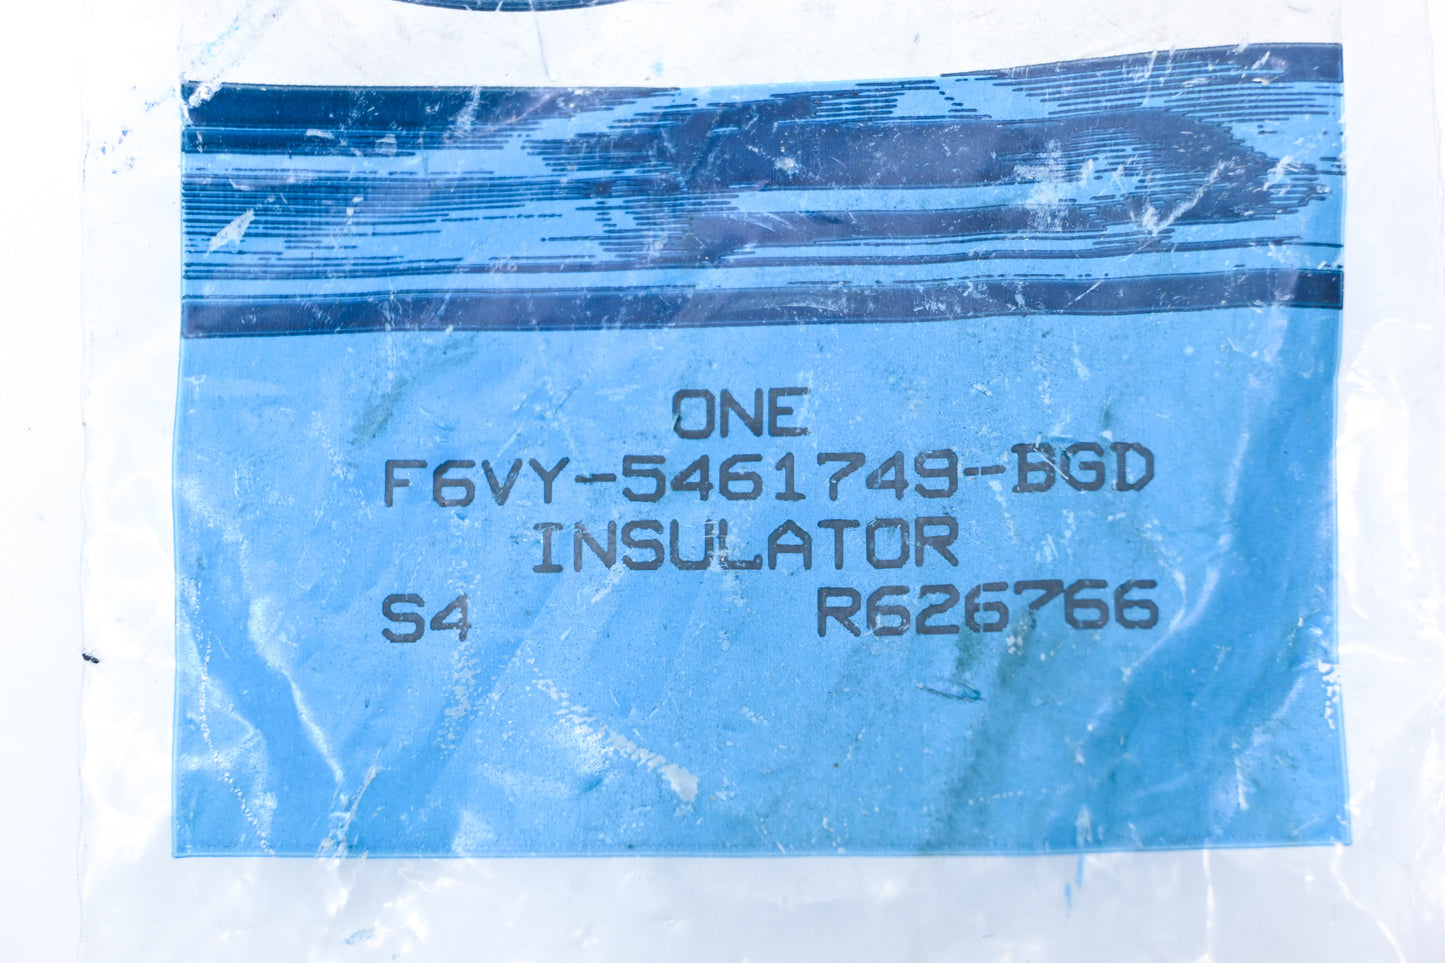 ONE
F6VY-5461749-BGD
INSULATOR
S4 R626766